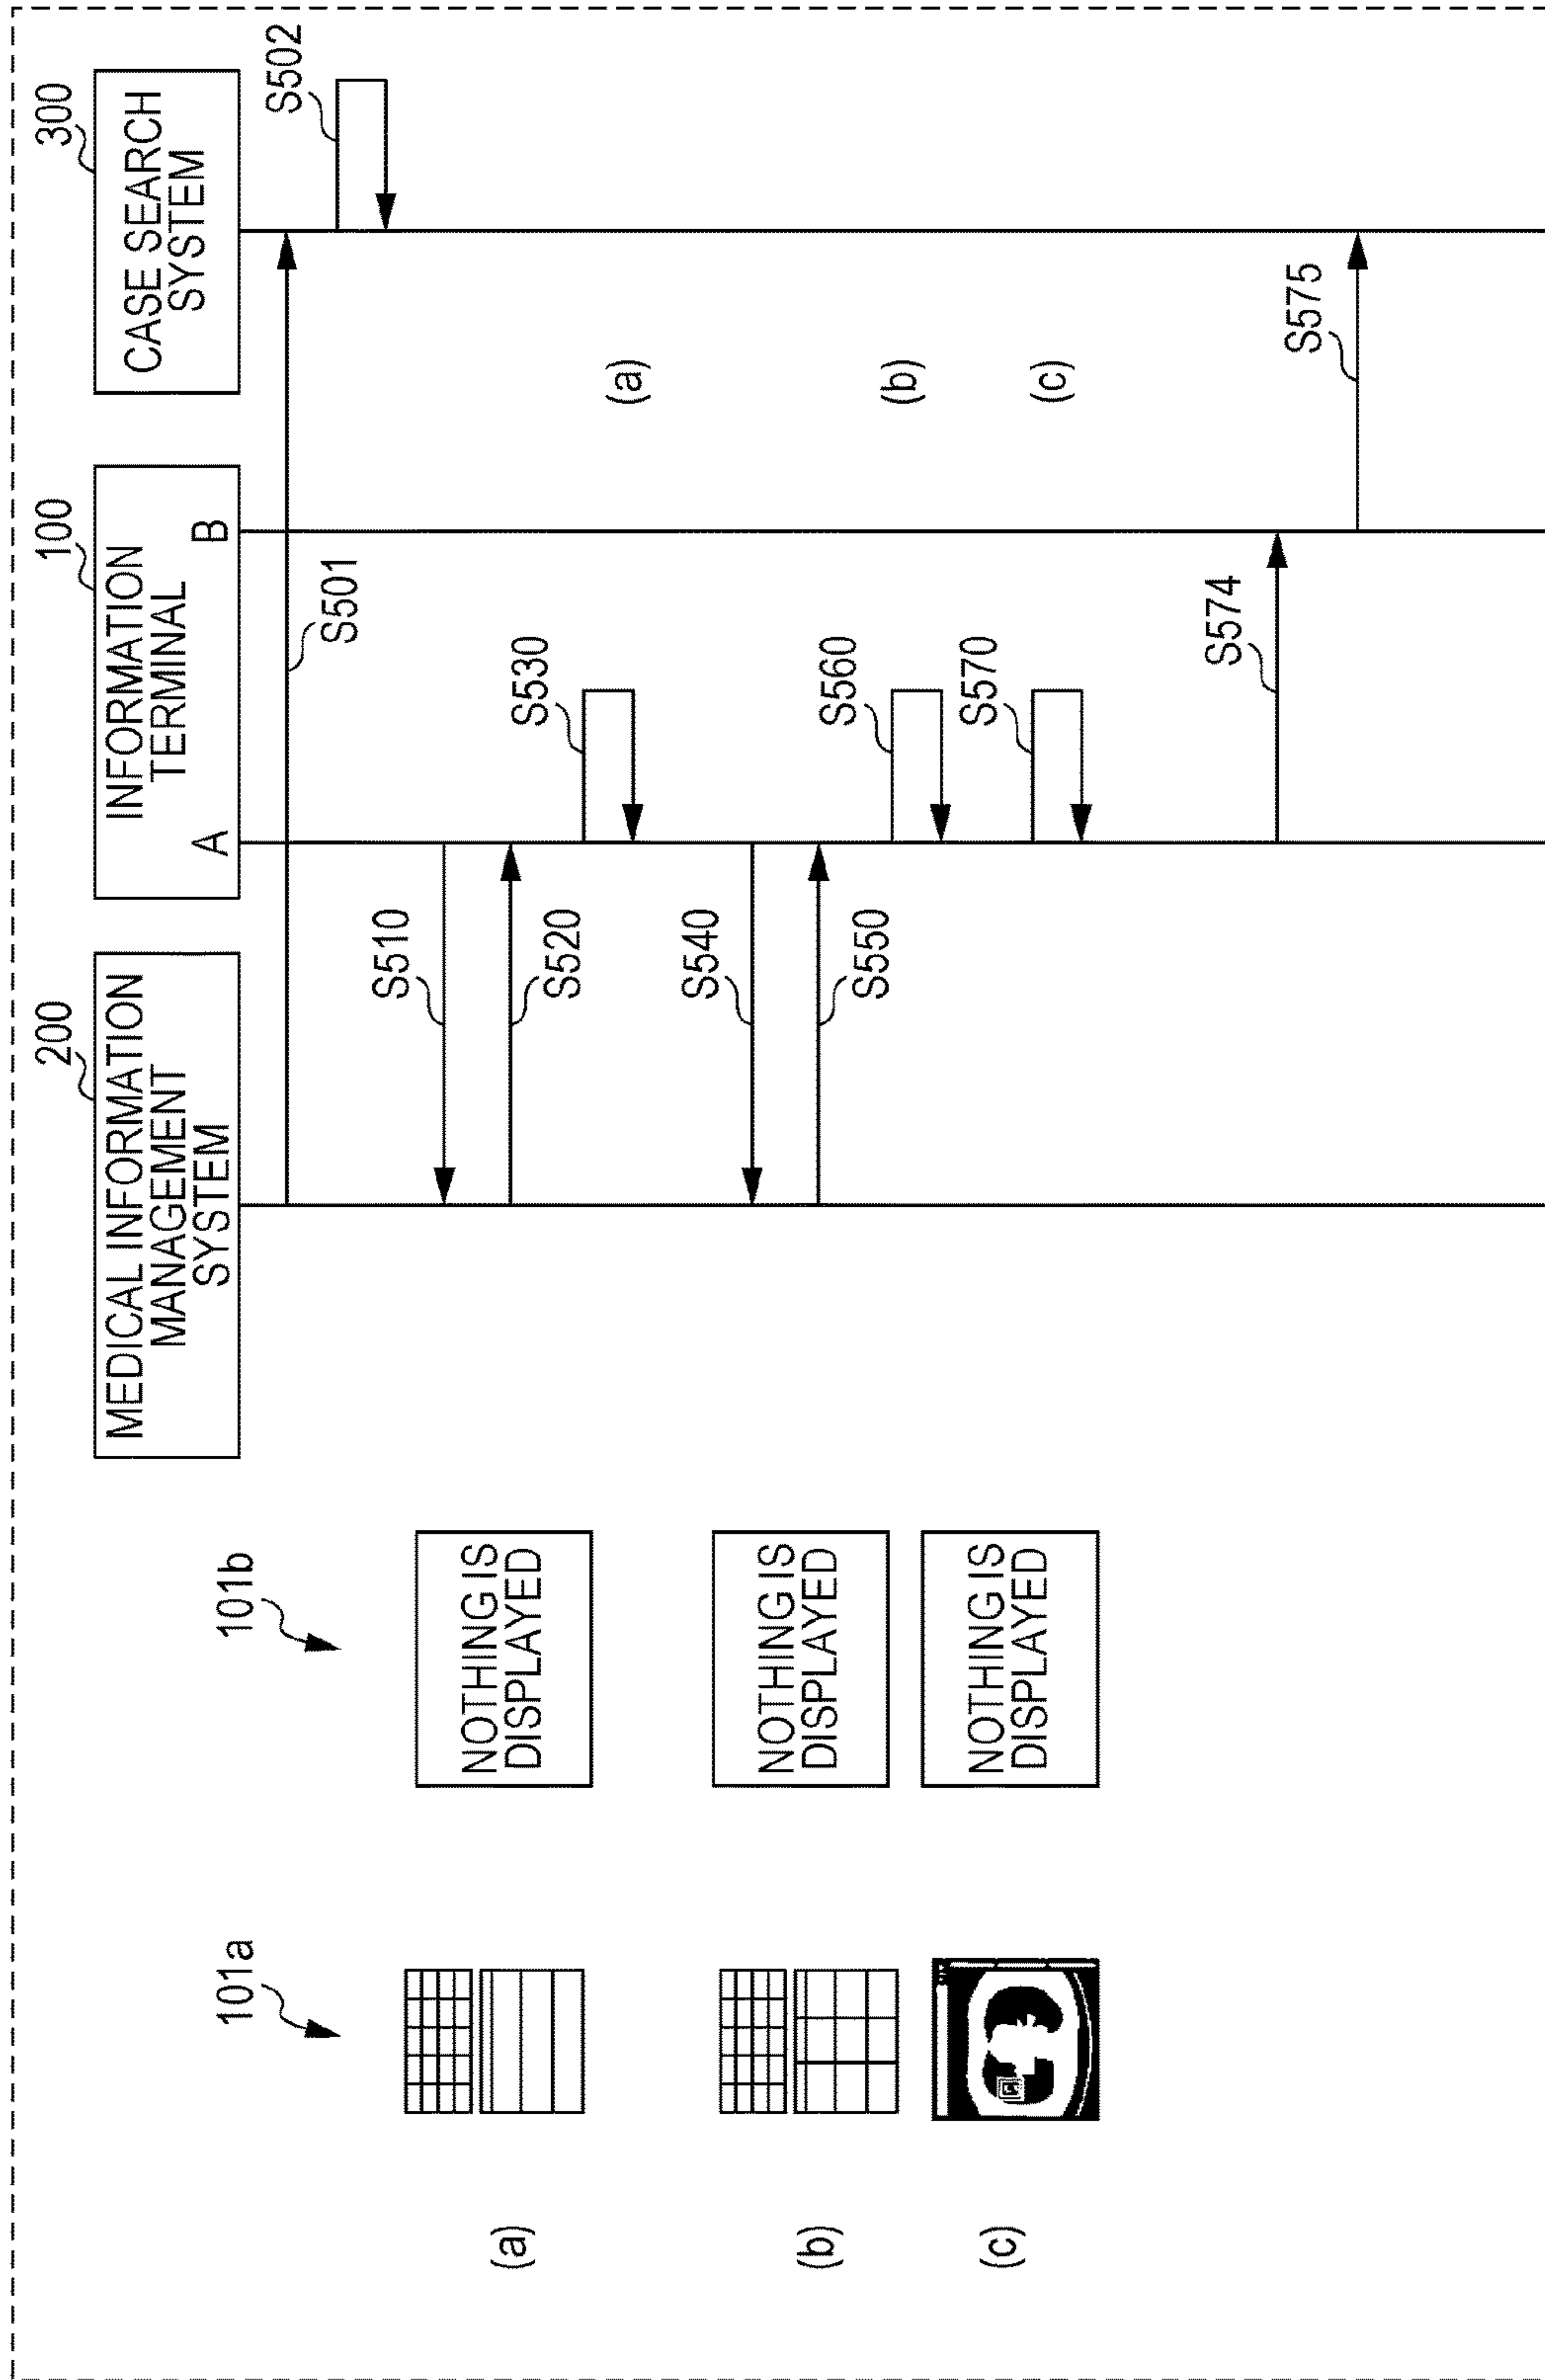 101a
101b
200
MEDICAL INFORMATION
MANAGEMENT
SYSTEM
100
INFORMATION
TERMINAL
A
B
300
CASE SEARCH
SYSTEM
S501
S502
(a)
NOTHING IS
DISPLAYED
S510
S520
S530
(a)
(b)
NOTHING IS
DISPLAYED
S540
S550
S560
(b)
(c)
NOTHING IS
DISPLAYED
S570
(c)
S574
S575